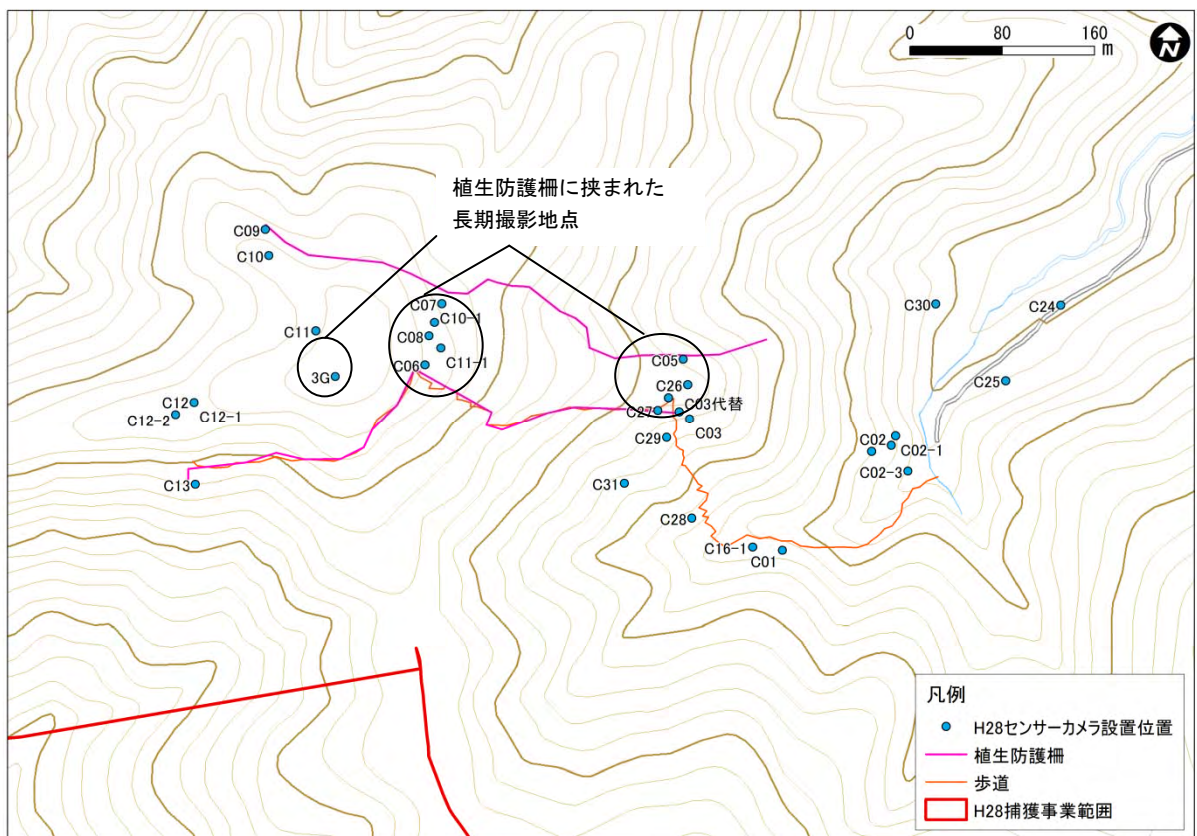 0 80 160
m
N
植生防護柵に挟まれた
長期撮影地点
C09
C10
C07
C10-1
C11
C08
C11-1
C06
3G
C12
C12-1
C12-2
C13
C05
C26
C27
C03代替
C03
C29
C31
C28
C16-1
C01
C30
C24
C25
C02
C02-1
C02-3
凡例
H28センサーカメラ設置位置
植生防護柵
歩道
H28捕獲事業範囲